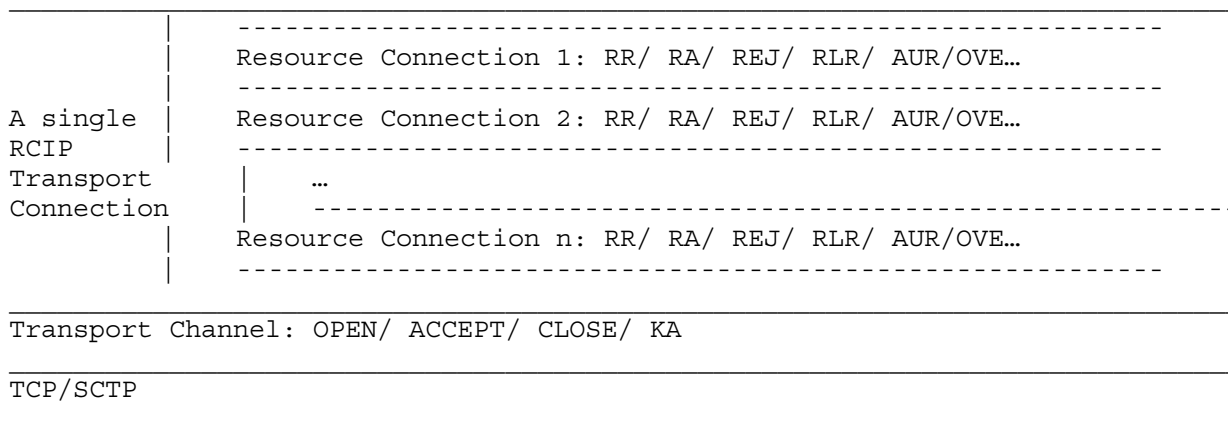 Resource Connection 1: RR/ RA/ REJ/ RLR/ AUR/OVE…
A single | Resource Connection 2: RR/ RA/ REJ/ RLR/ AUR/OVE…
RCIP |
Transport | …
Connection |
Resource Connection n: RR/ RA/ REJ/ RLR/ AUR/OVE…
Transport Channel: OPEN/ ACCEPT/ CLOSE/ KA
TCP/SCTP